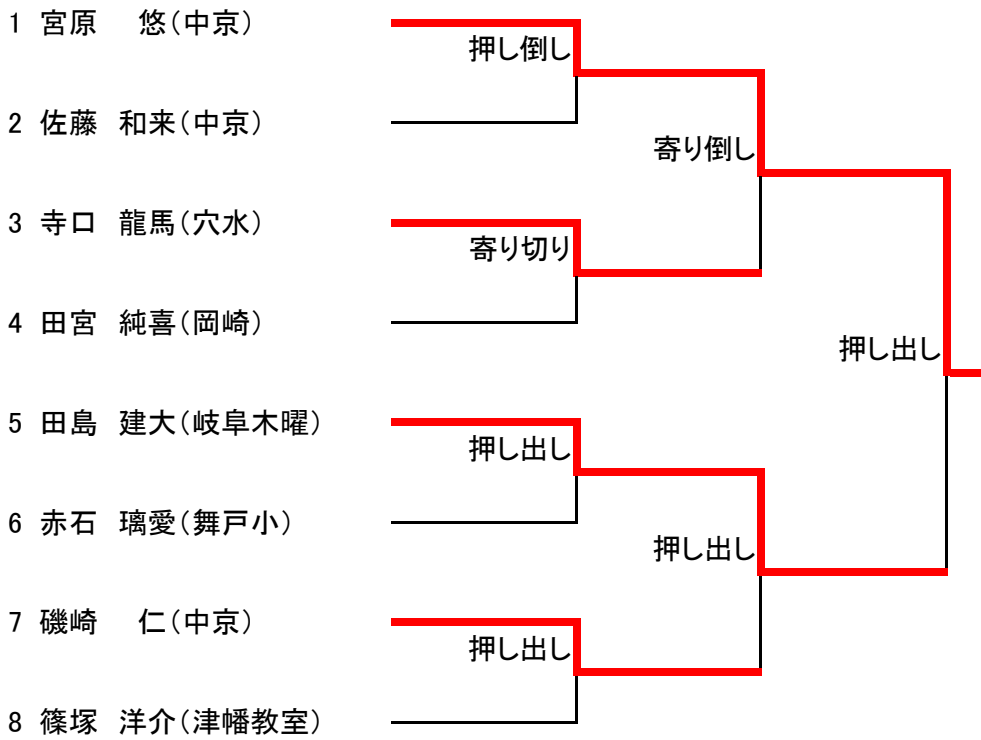 1 宮原　悠(中京)
押し倒し
2 佐藤　和来(中京)
寄り倒し
3 寺口　龍馬(穴水)
寄り切り
4 田宮　純喜(岡崎)
押し出し
5 田島　建大(岐阜木曜)
押し出し
6 赤石　璃愛(舞戸小)
押し出し
7 磯崎　仁(中京)
押し出し
8 篠塚　洋介(津幡教室)